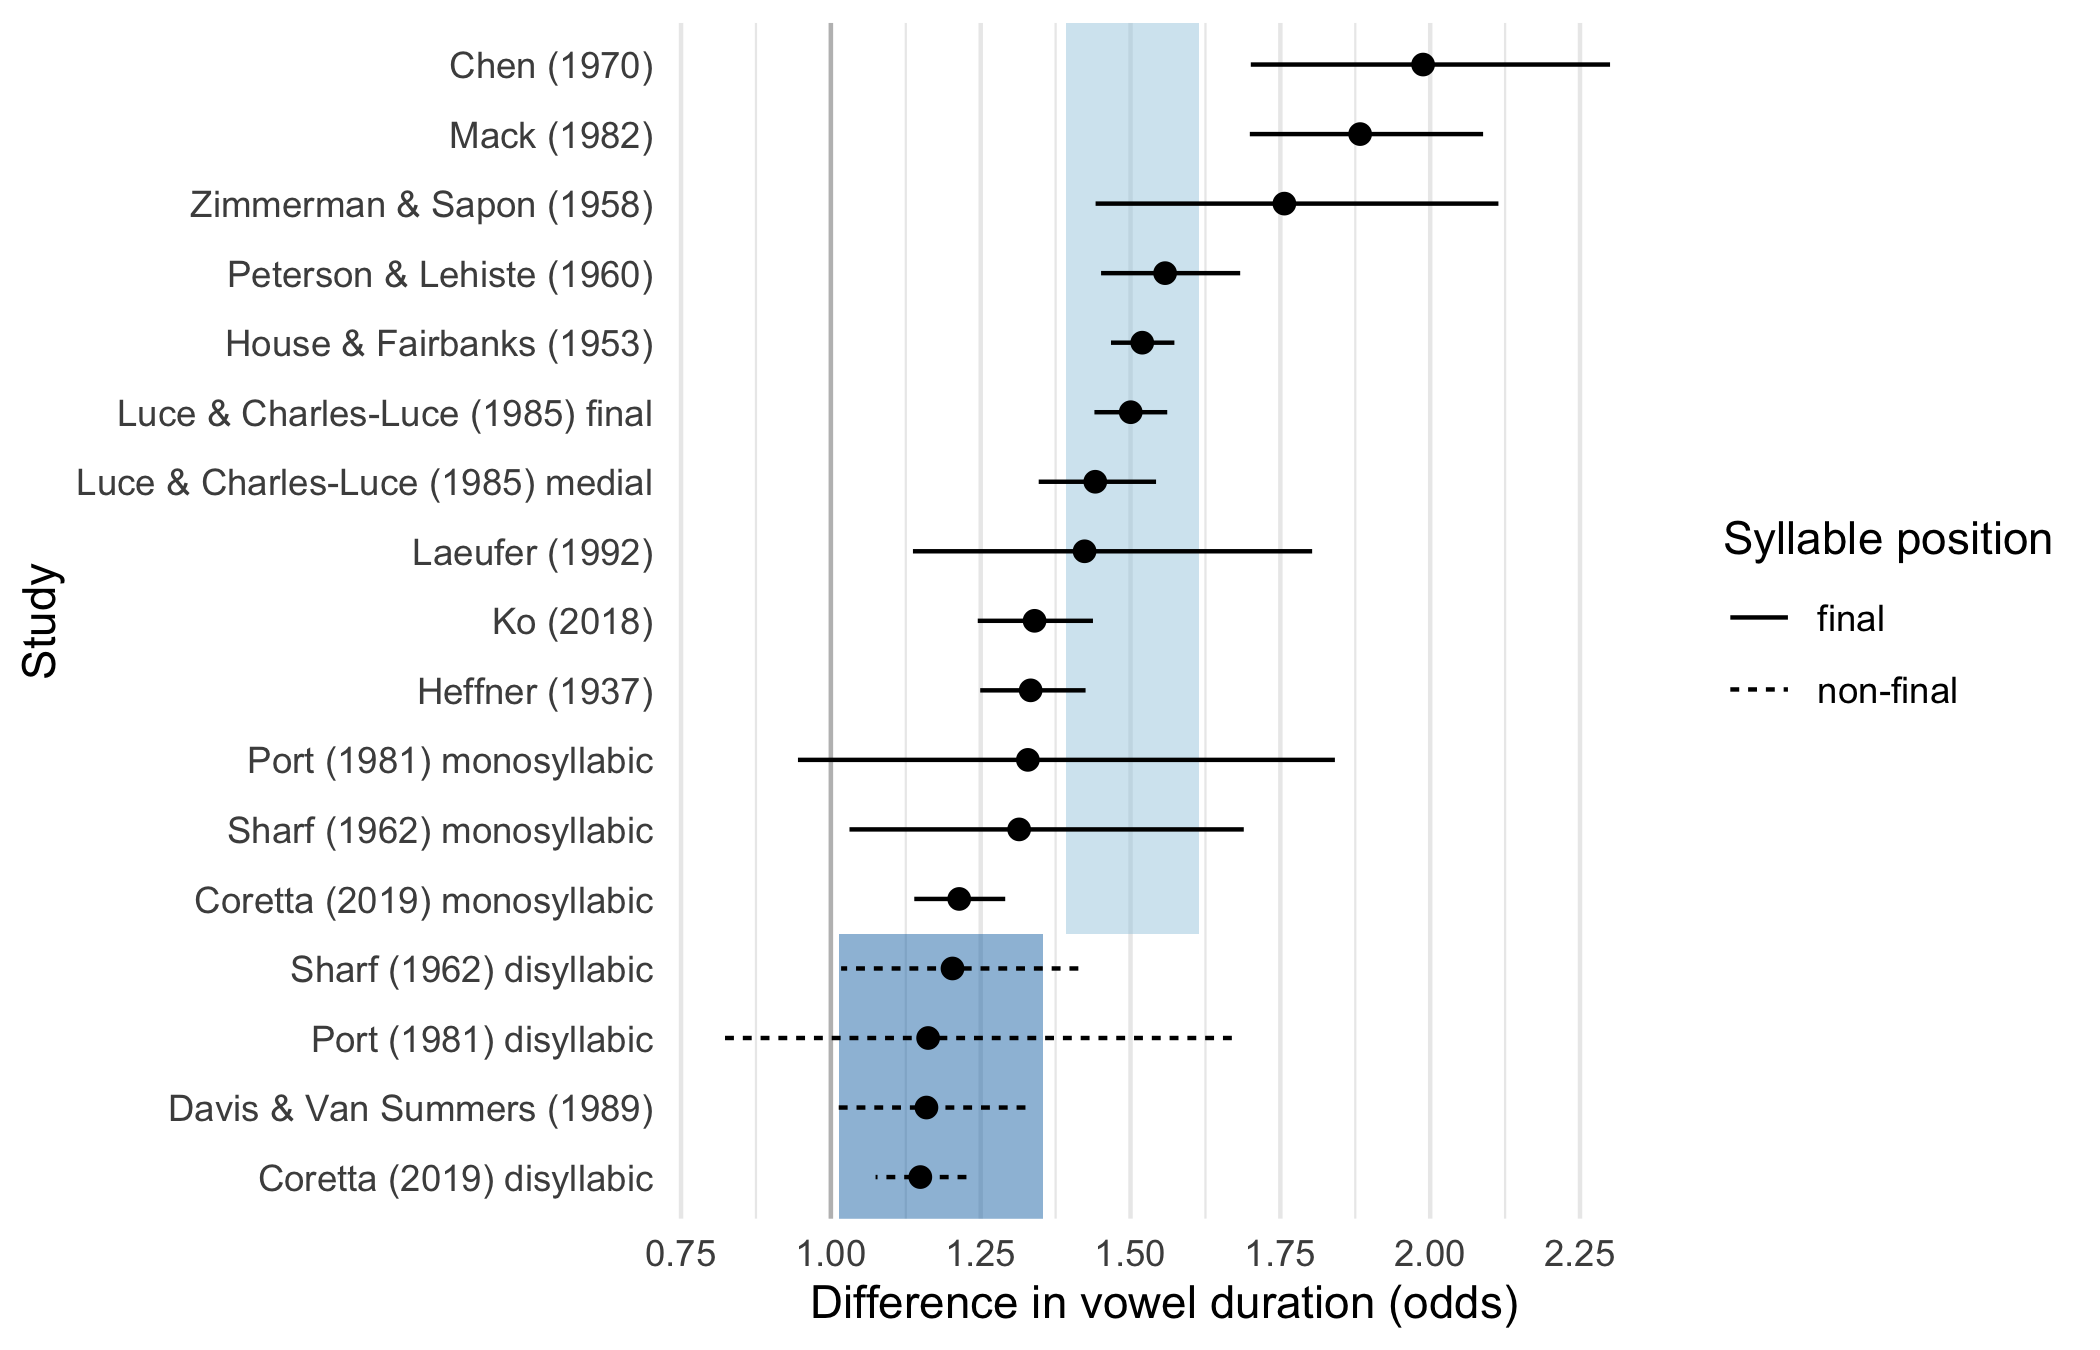 Chen (1970)
Mack (1982)
Zimmerman & Sapon (1958)
Peterson & Lehiste (1960)
House & Fairbanks (1953)
Luce & Charles-Luce (1985) final
Luce & Charles-Luce (1985) medial
Laeufer (1992)
Ko (2018)
Heffner (1937)
Port (1981) monosyllabic
Sharf (1962) monosyllabic
Coretta (2019) monosyllabic
Sharf (1962) disyllabic
Port (1981) disyllabic
Davis & Van Summers (1989)
Coretta (2019) disyllabic
Study
0.75 1.00 1.25 1.50 1.75 2.00 2.25
Difference in vowel duration (odds)
Syllable position
final
non-final